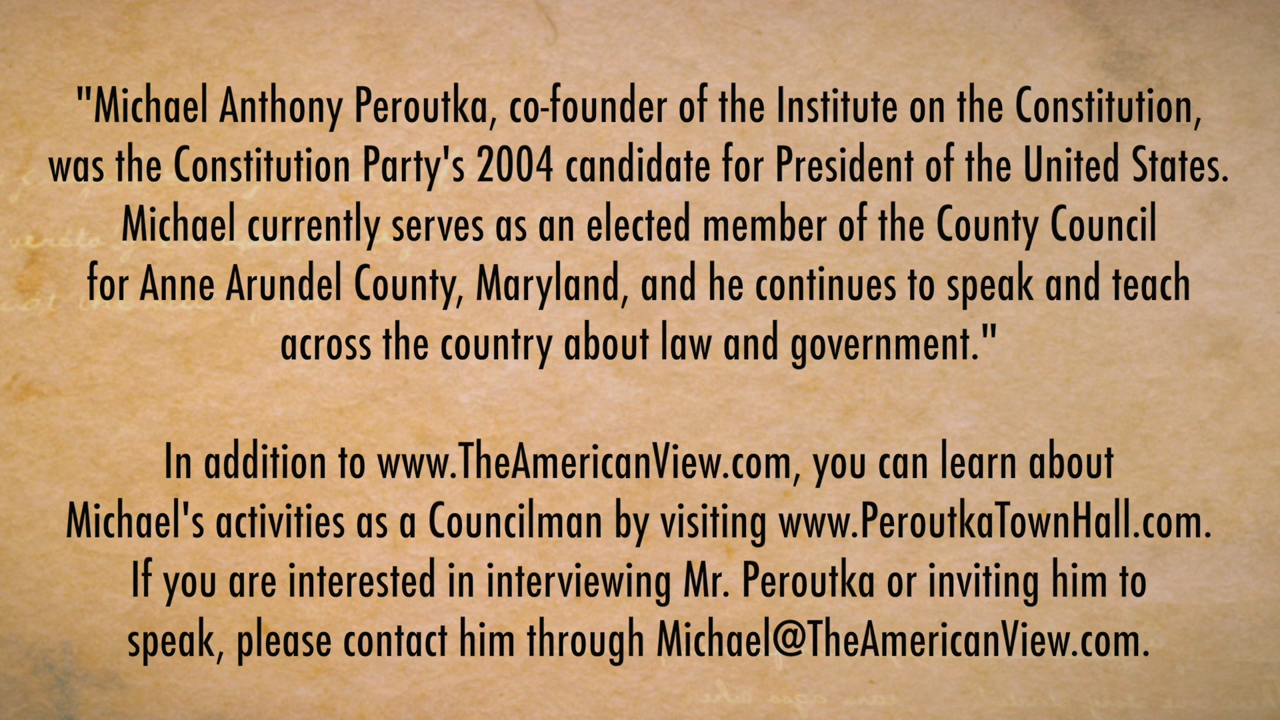 "Michael Anthony Peroutka, co-founder of the Institute on the Constitution,
was the Constitution Party's 2004 candidate for President of the United States.
Michael currently serves as an elected member of the County Council
for Anne Arundel County, Maryland, and he continues to speak and teach
across the country about law and government."
In addition to www.TheAmericanView.com, you can learn about
Michael's activities as a Councilman by visiting www.PeroutkaTownHall.com.
If you are interested in interviewing Mr. Peroutka or inviting him to
speak, please contact him through Michael@TheAmericanView.com.